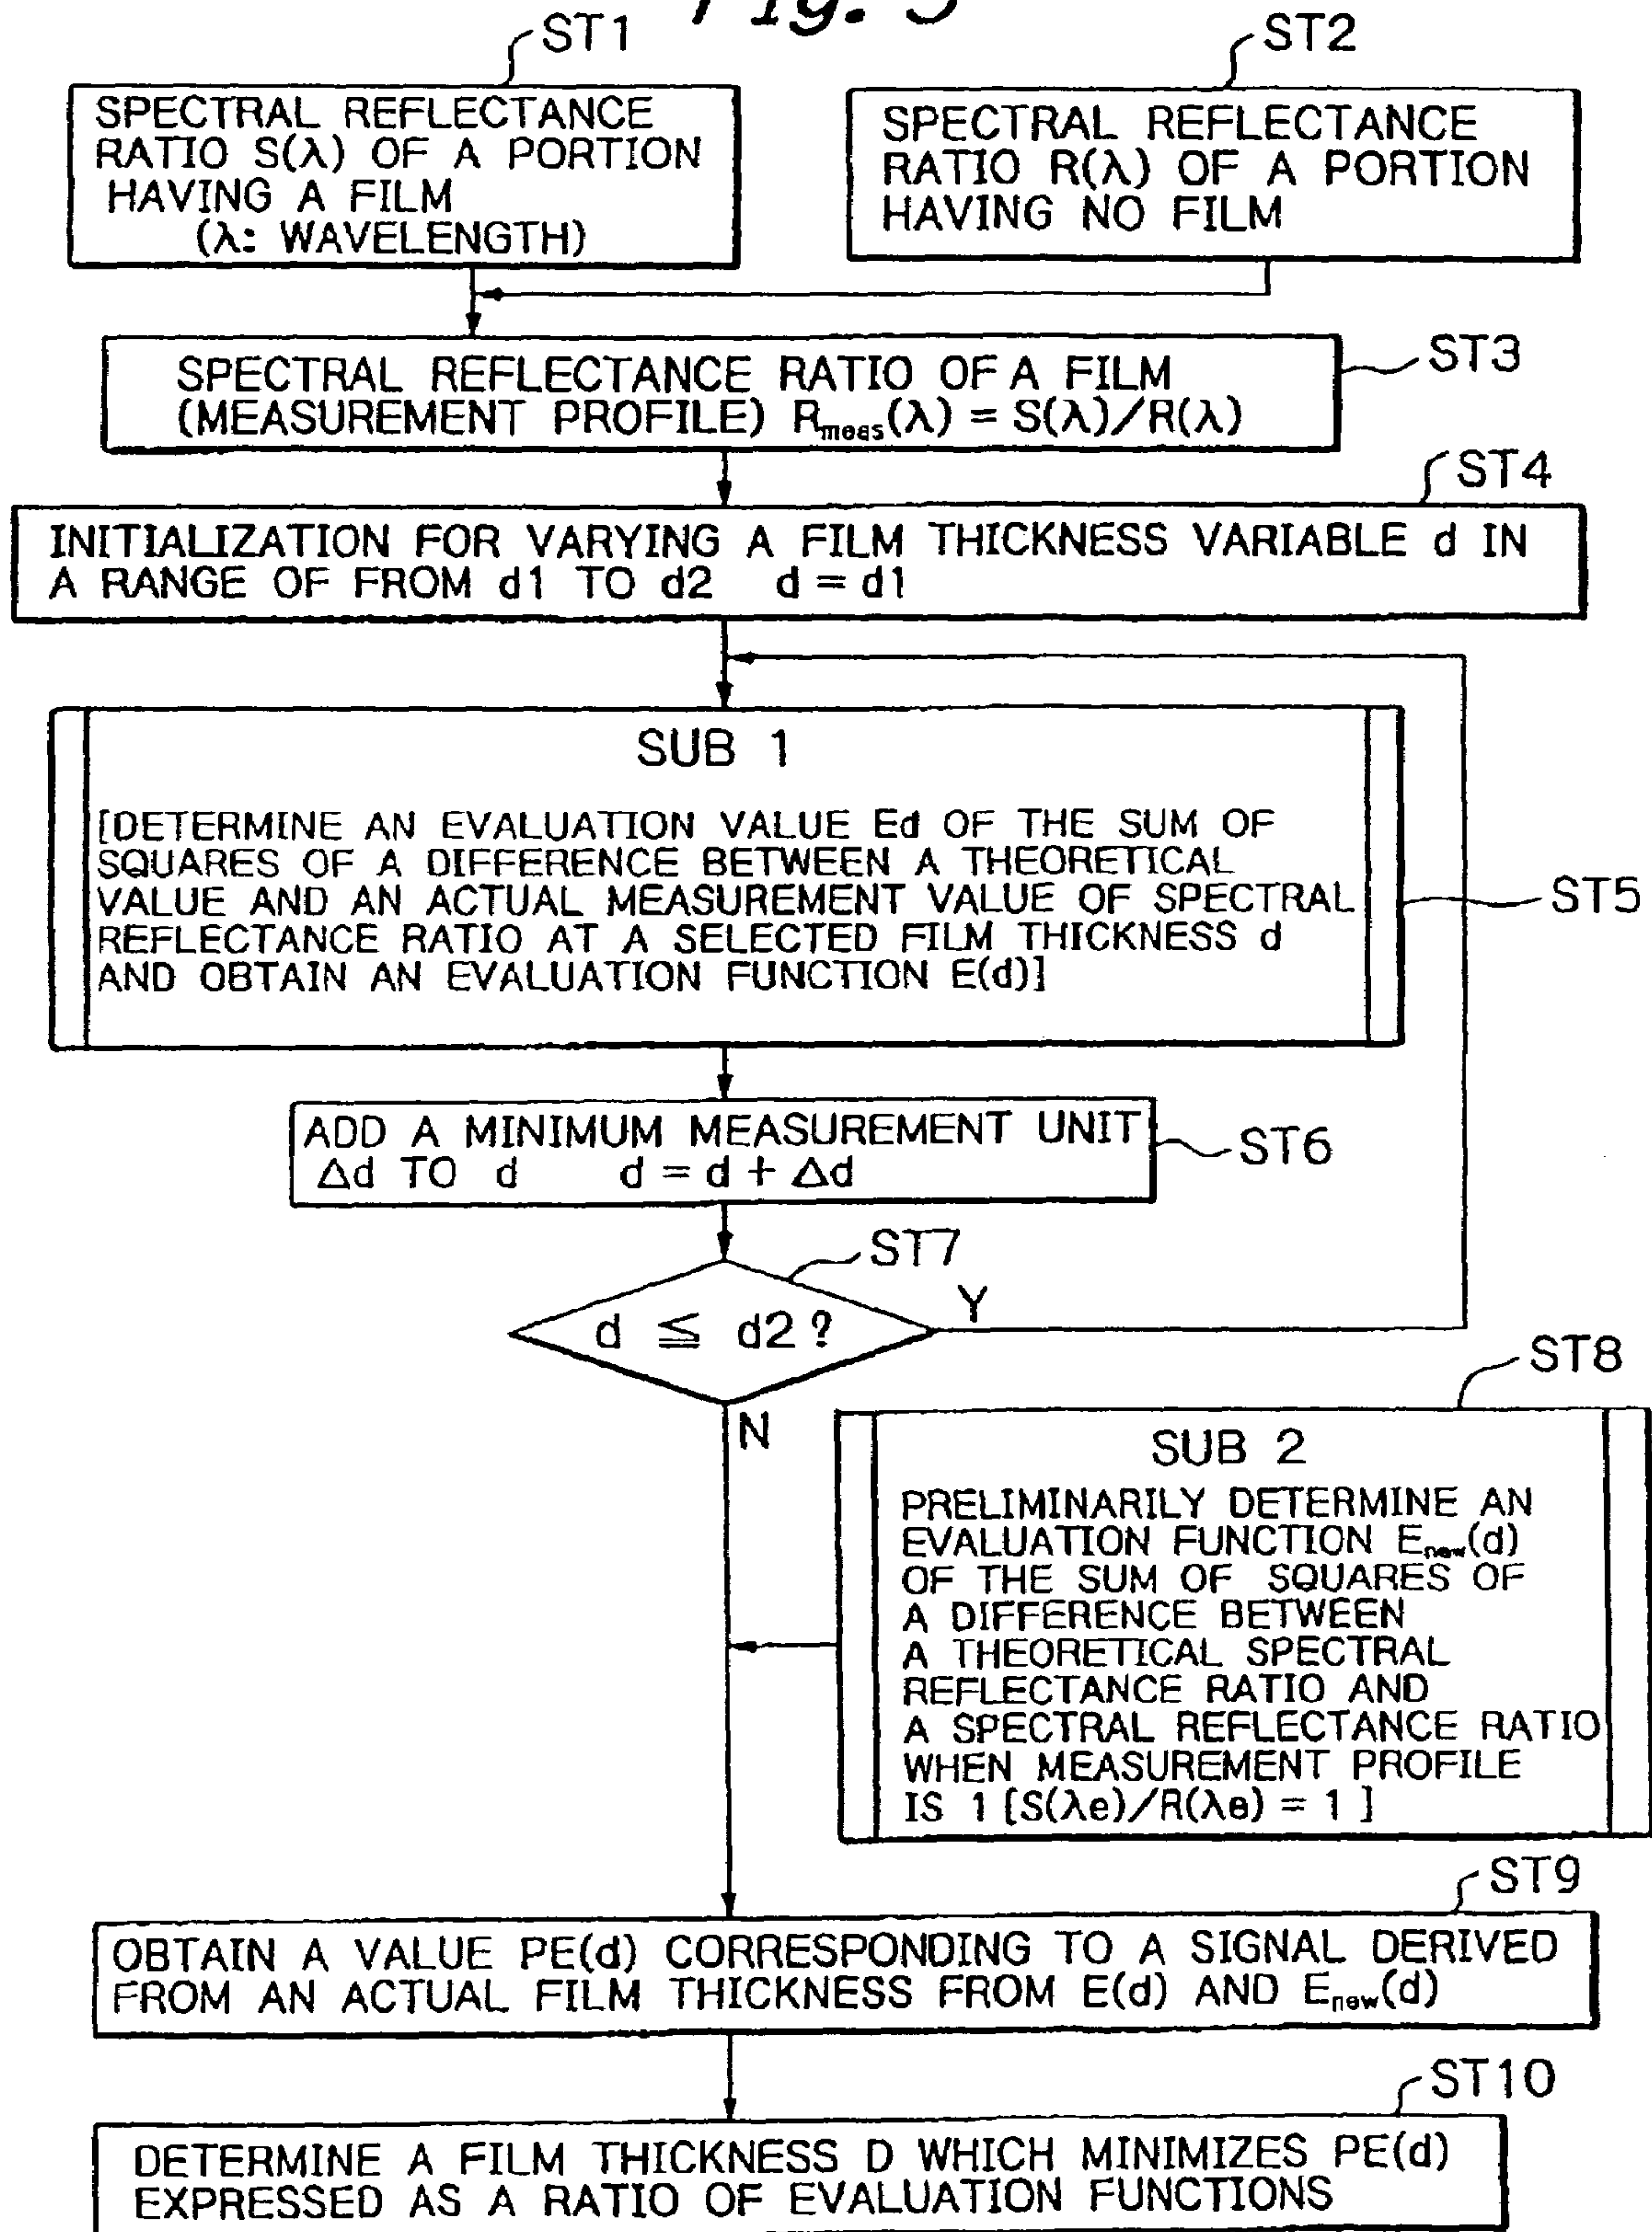 Fig. 5
ST1
SPECTRAL REFLECTANCE
RATIO S(λ) OF A PORTION
HAVING A FILM
(λ: WAVELENGTH)
ST2
SPECTRAL REFLECTANCE
RATIO R(λ) OF A PORTION
HAVING NO FILM
ST3
SPECTRAL REFLECTANCE RATIO OF A FILM
(MEASUREMENT PROFILE) Rmeas(λ) = S(λ)/R(λ)
ST4
INITIALIZATION FOR VARYING A FILM THICKNESS VARIABLE d IN
A RANGE OF FROM d1 TO d2 d = d1
SUB 1
[DETERMINE AN EVALUATION VALUE Ed OF THE SUM OF
SQUARES OF A DIFFERENCE BETWEEN A THEORETICAL
VALUE AND AN ACTUAL MEASUREMENT VALUE OF SPECTRAL
REFLECTANCE RATIO AT A SELECTED FILM THICKNESS d
AND OBTAIN AN EVALUATION FUNCTION E(d)]
ST5
ADD A MINIMUM MEASUREMENT UNIT
Δd TO d d = d + Δd
ST6
ST7
d ≦ d2 ?
Y
N
ST8
SUB 2
PRELIMINARILY DETERMINE AN
EVALUATION FUNCTION Enew(d)
OF THE SUM OF SQUARES OF
A DIFFERENCE BETWEEN
A THEORETICAL SPECTRAL
REFLECTANCE RATIO AND
A SPECTRAL REFLECTANCE RATIO
WHEN MEASUREMENT PROFILE
IS 1 [S(λe)/R(λe) = 1 ]
ST9
OBTAIN A VALUE PE(d) CORRESPONDING TO A SIGNAL DERIVED
FROM AN ACTUAL FILM THICKNESS FROM E(d) AND Enew(d)
ST10
DETERMINE A FILM THICKNESS D WHICH MINIMIZES PE(d)
EXPRESSED AS A RATIO OF EVALUATION FUNCTIONS